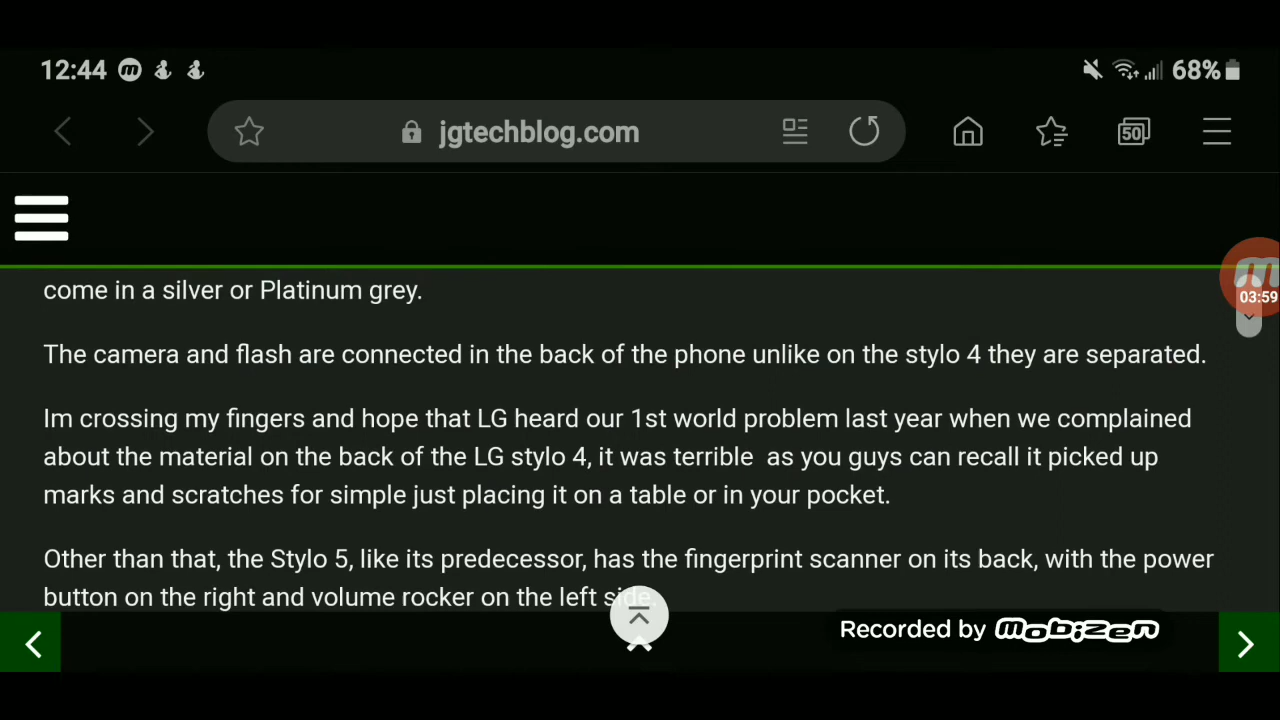 12:44 m 68%
jgtechblog.com 50
03:59
come in a silver or Platinum grey.
The camera and flash are connected in the back of the phone unlike on the stylo 4 they are separated.
Im crossing my fingers and hope that LG heard our 1st world problem last year when we complained
about the material on the back of the LG stylo 4, it was terrible  as you guys can recall it picked up
marks and scratches for simple just placing it on a table or in your pocket.
Other than that, the Stylo 5, like its predecessor, has the fingerprint scanner on its back, with the power
button on the right and volume rocker on the left side.
Recorded by Mobizen